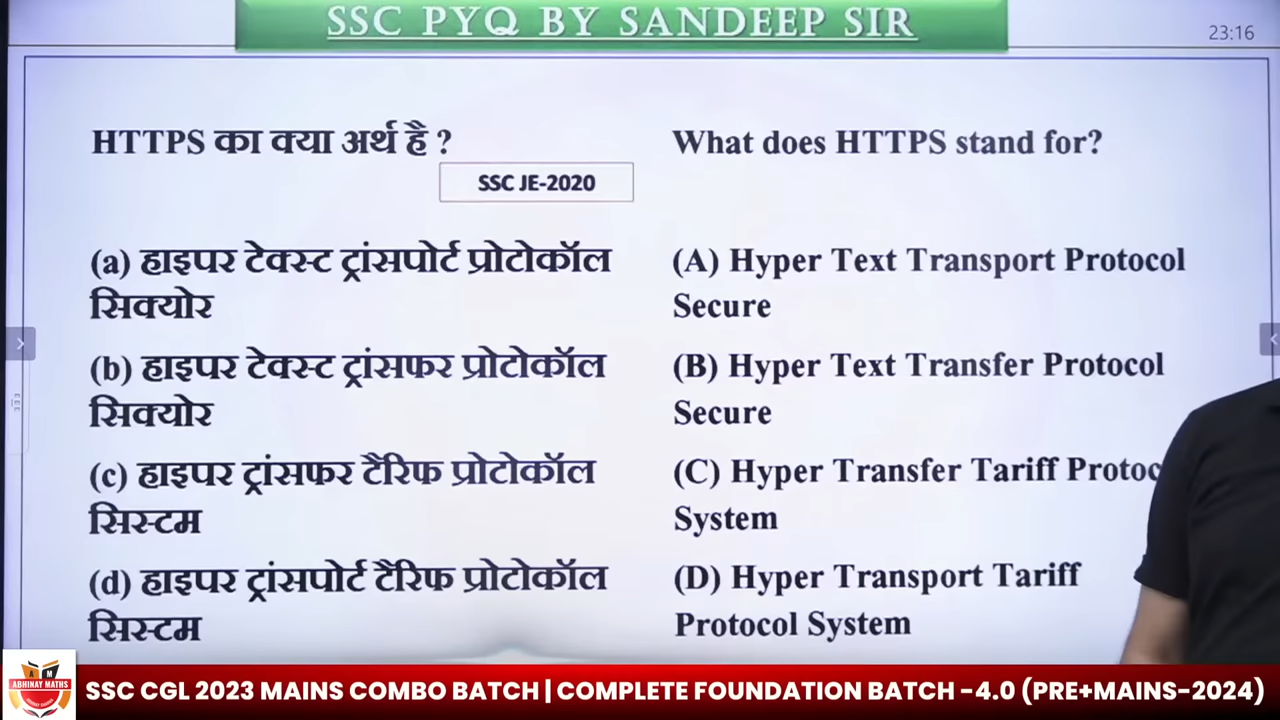 SSC PYQ BY SANDEEP SIR
23:16
HTTPS का क्या अर्थ है ?
SSC JE-2020
(a) हाइपर टेक्स्ट ट्रांसपोर्ट प्रोटोकॉल
सिक्योर
(b) हाइपर टेक्स्ट ट्रांसफर प्रोटोकॉल
सिक्योर
(c) हाइपर ट्रांसफर टैरिफ प्रोटोकॉल
सिस्टम
(d) हाइपर ट्रांसपोर्ट टैरिफ प्रोटोकॉल
सिस्टम
What does HTTPS stand for?
(A) Hyper Text Transport Protocol
Secure
(B) Hyper Text Transfer Protocol
Secure
(C) Hyper Transfer Tariff Protoc
System
(D) Hyper Transport Tariff
Protocol System
A M
ABHINAY MATHS
SSC CGL 2023 MAINS COMBO BATCH | COMPLETE FOUNDATION BATCH -4.0 (PRE+MAINS-2024)